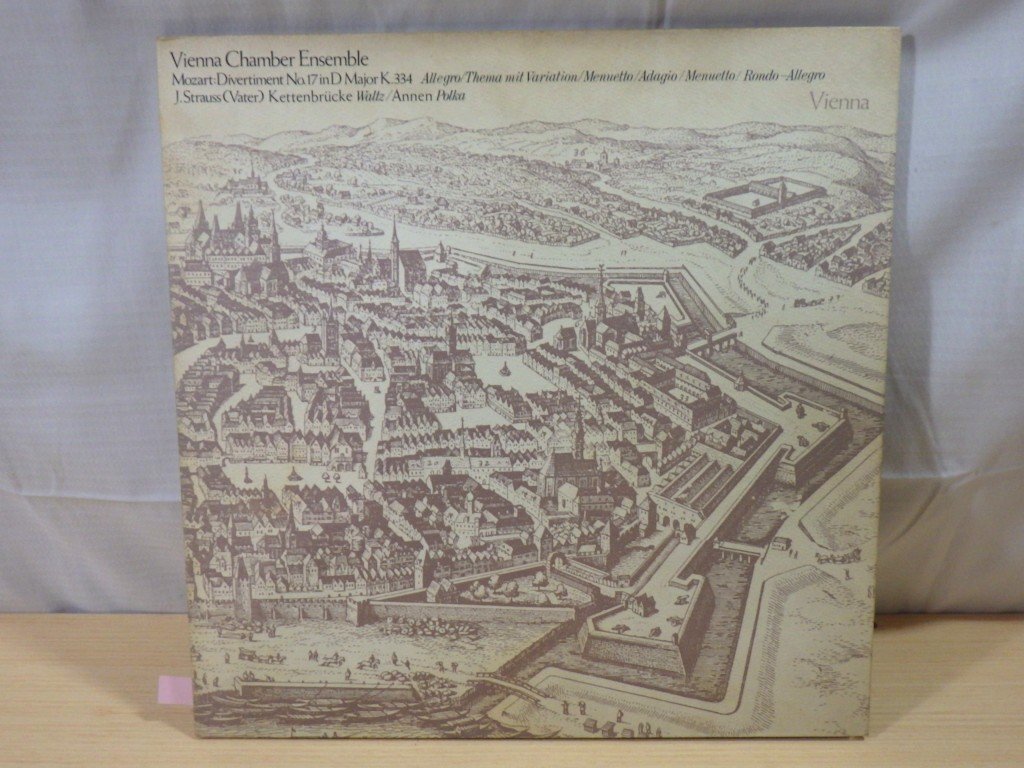 Vienna Chamber Ensemble
Mozart:Divertiment No.17 in D Major K.334 Allegro/Thema mit Variation/Menuetto/Adagio/Menuetto/Rondo-Allegro
J.Strauss(Vater) Kettenbrücke Waltz/Annen Polka
Vienna